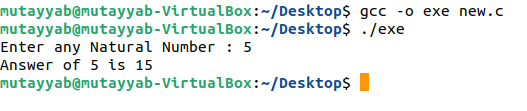 mutayyab@mutayyab-VirtualBox:~/Desktop$ gcc -o exe new.c
mutayyab@mutayyab-VirtualBox:~/Desktop$ ./exe
Enter any Natural Number : 5
Answer of 5 is 15
mutayyab@mutayyab-VirtualBox:~/Desktop$